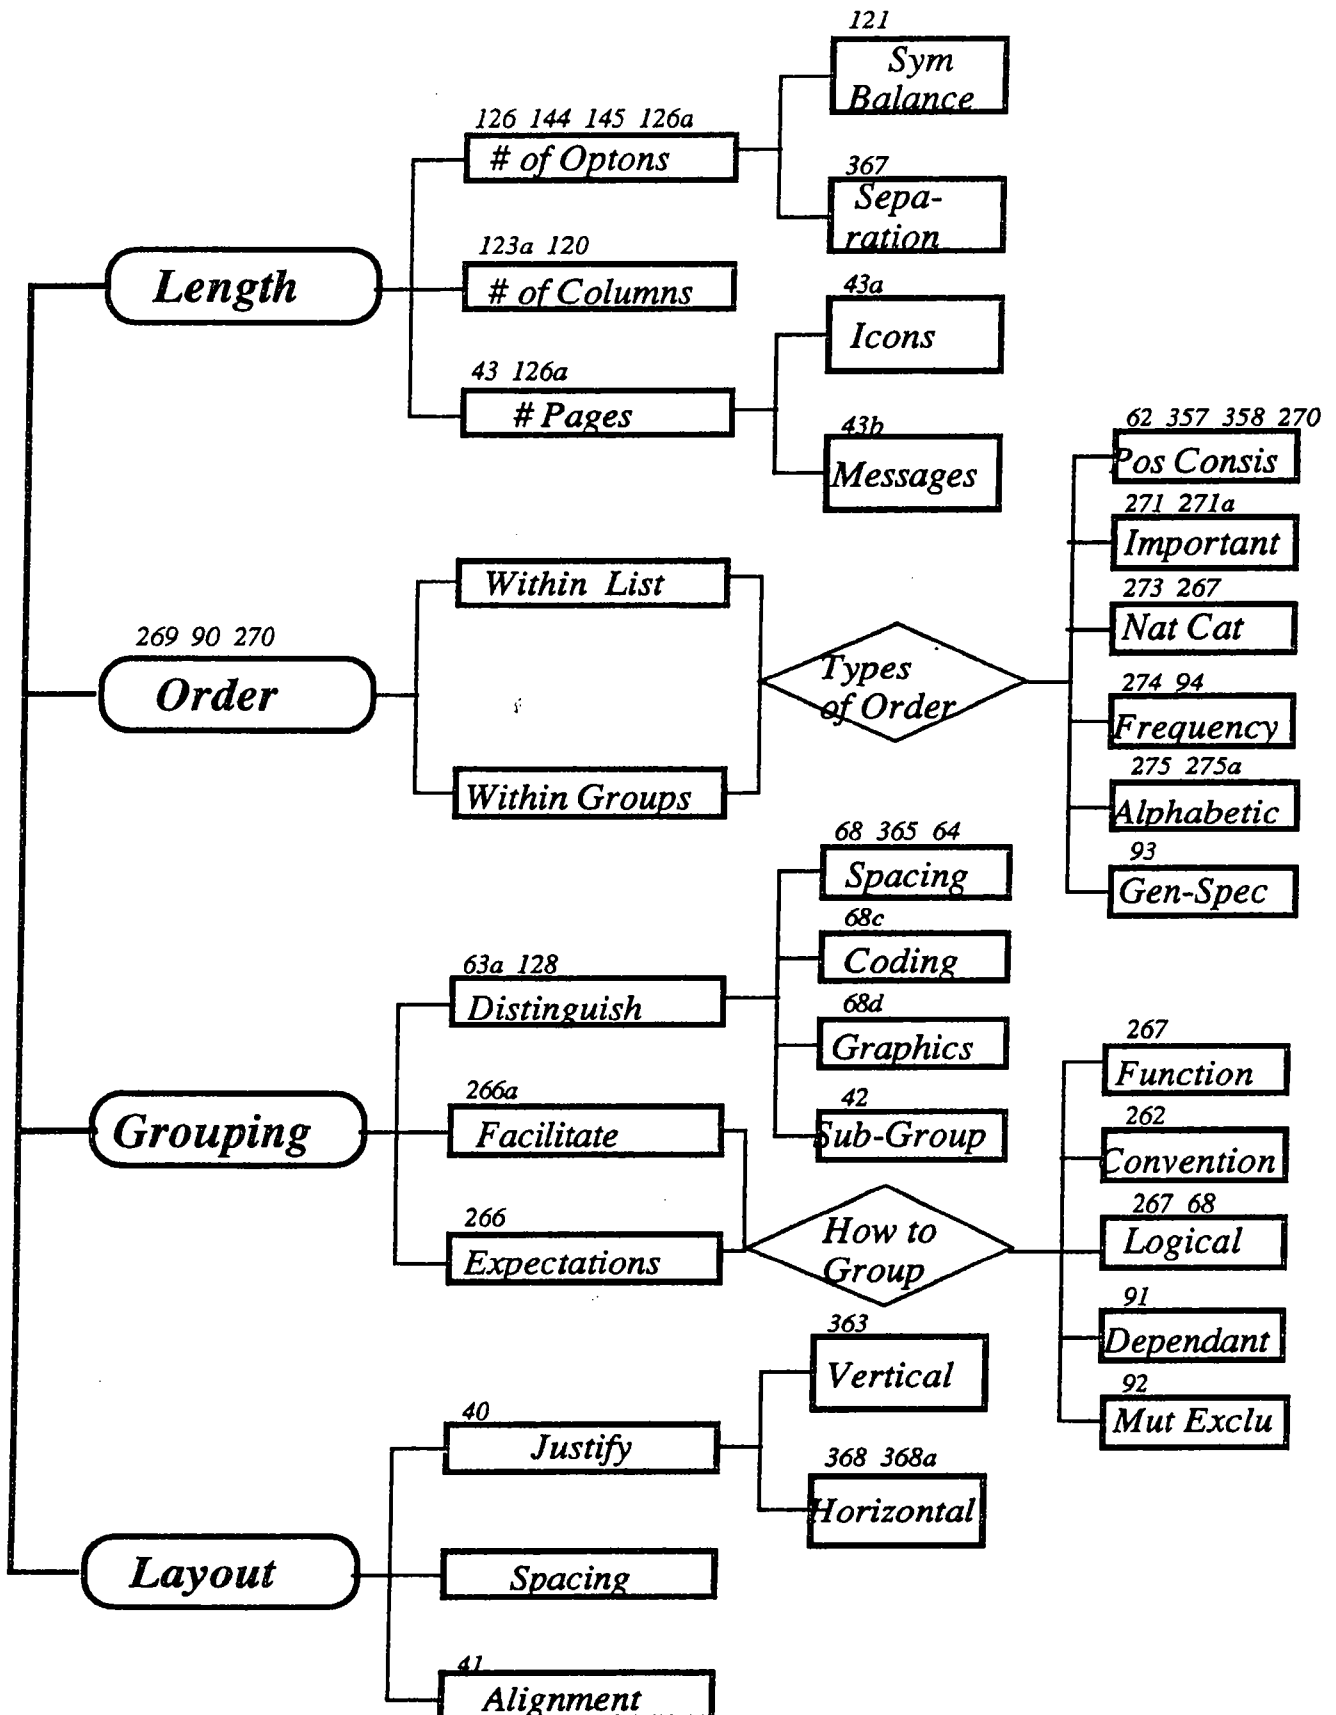 121
Sym
Balance
126 144 145 126a
# of Optons
367
Sepa-
ration
123a 120
# of Columns
Length
43a
Icons
43 126a
# Pages
43b
Messages
62 357 358 270
Pos Consis
271 271a
Important
Within List
273 267
Nat Cat
269 90 270
Order
Types
of Order
274 94
Frequency
275 275a
Alphabetic
Within Groups
93
Gen-Spec
68 365 64
Spacing
68c
Coding
63a 128
Distinguish
68d
Graphics
267
Function
266a
Facilitate
Grouping
42
Sub-Group
262
Convention
267 68
Logical
266
Expectations
How to
Group
91
Dependant
363
Vertical
92
Mut Exclu
40
Justify
368 368a
Horizontal
Layout
Spacing
41
Alignment